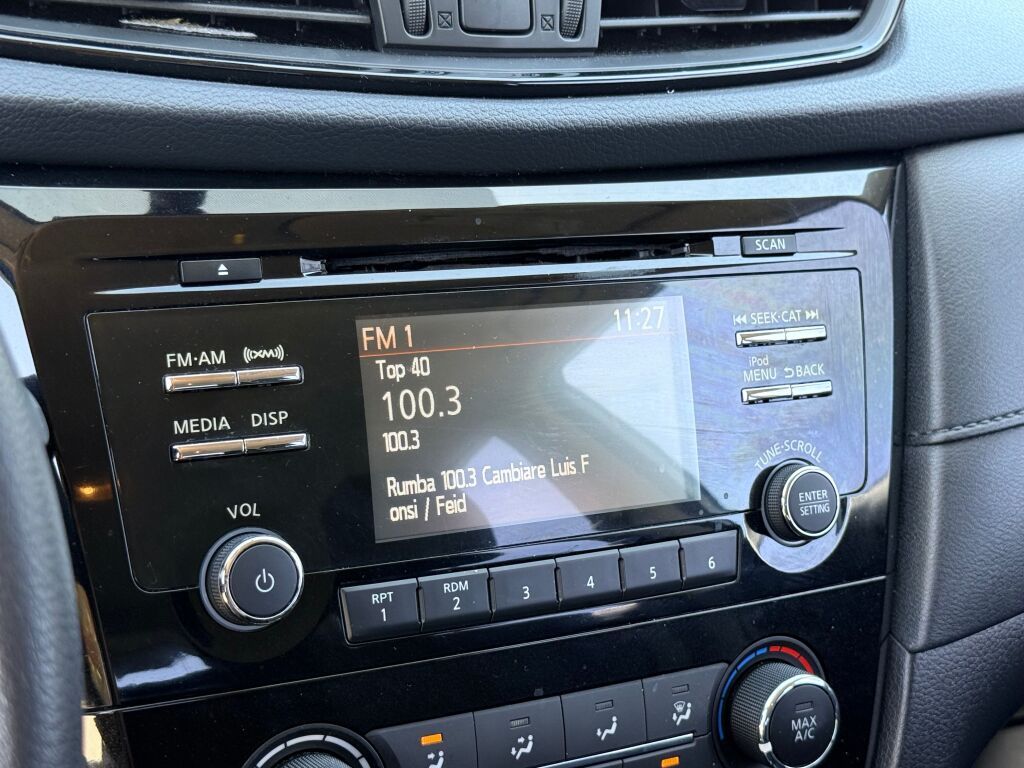 SCAN
FM 1 11:27
Top 40
100.3
100.3
Rumba 100.3 Cambiare Luis F
onsi / Feid
FM·AM ((XM))
MEDIA DISP
VOL
SEEK·CAT
iPod
MENU BACK
TUNE·SCROLL
ENTER
SETTING
RPT
1
RDM
2
3
4
5
6
MAX
A/C